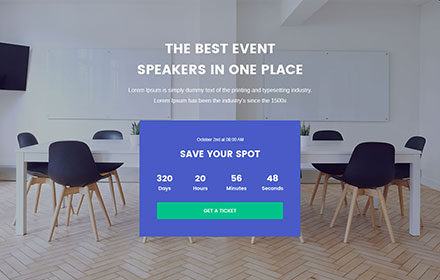 THE BEST EVENT
SPEAKERS IN ONE PLACE
Lorem Ipsum is simply dummy text of the printing and typesetting industry.
Lorem Ipsum has been the industry's since the 1500s
October 2nd at 08:00 AM
SAVE YOUR SPOT
320 20 56 48
Days Hours Minutes Seconds
GET A TICKET